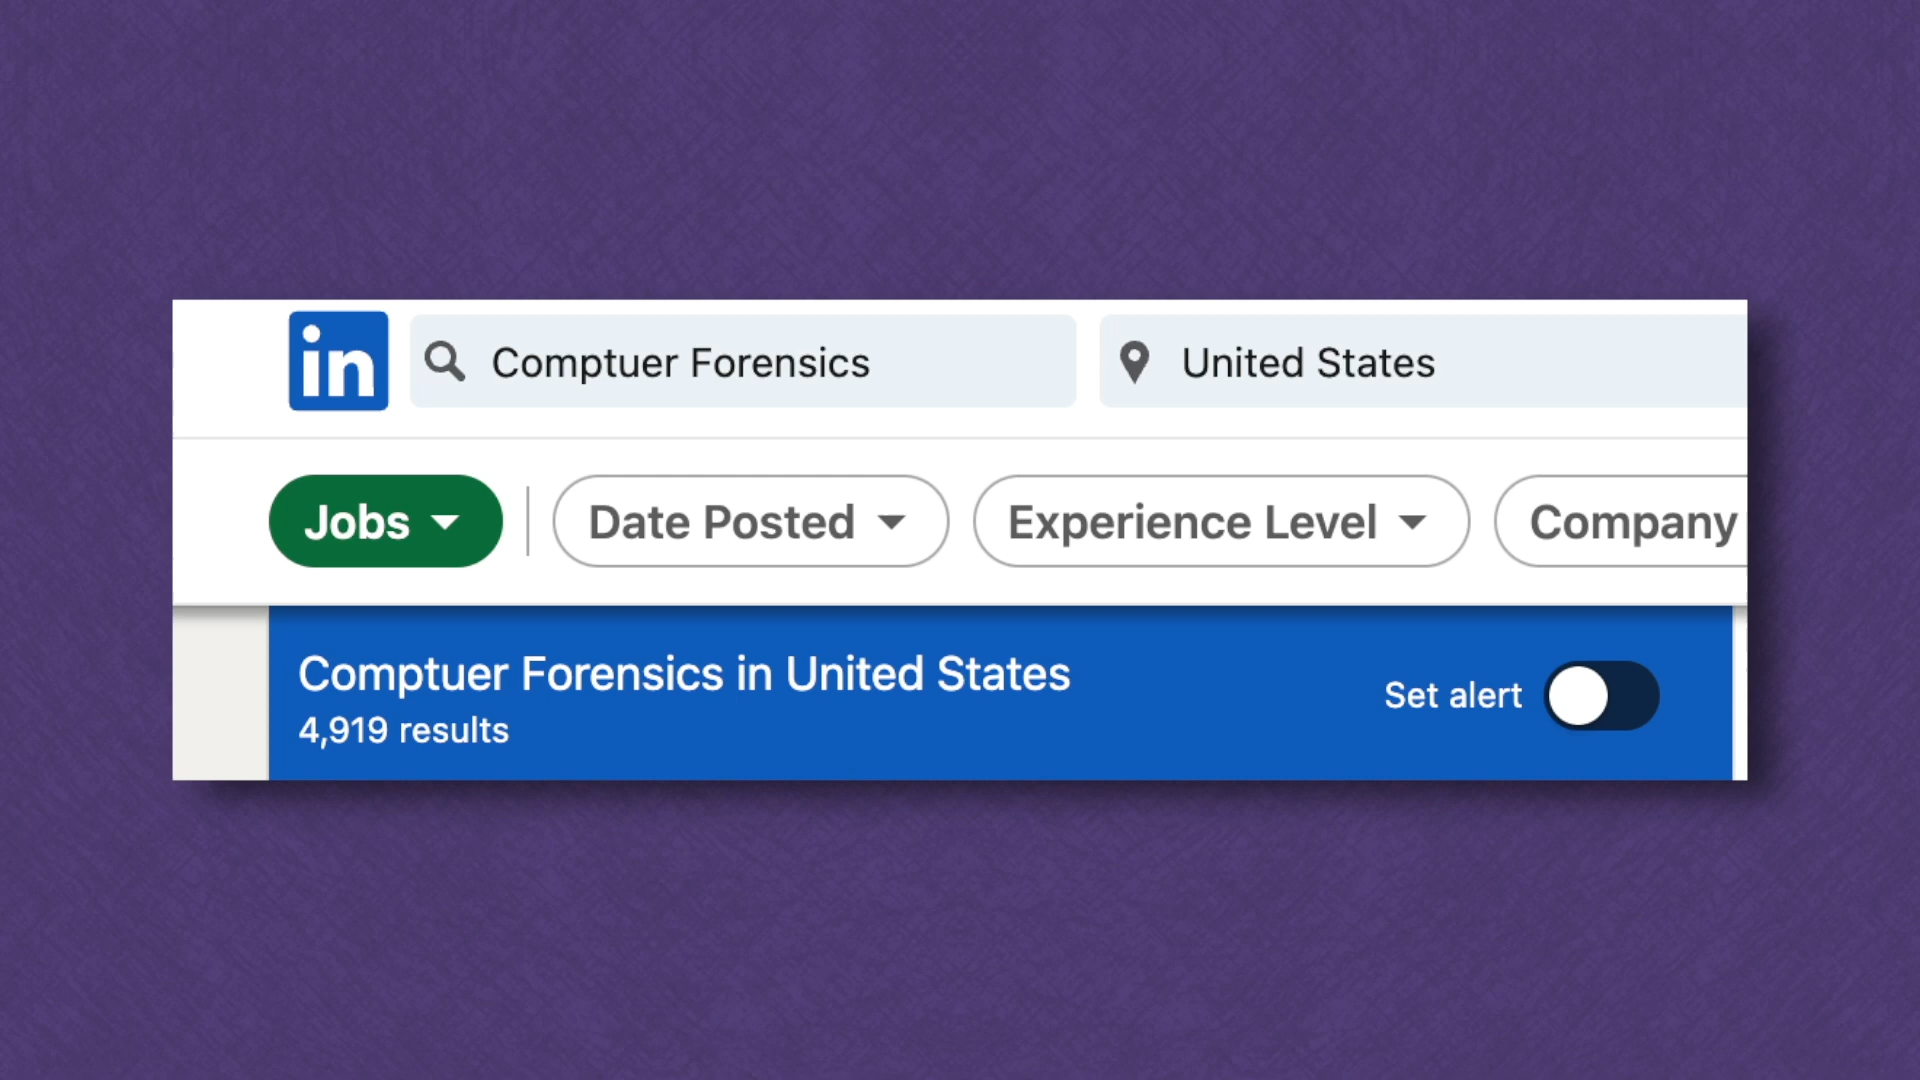 in
Comptuer Forensics
United States
Jobs
Date Posted
Experience Level
Company
Comptuer Forensics in United States
4,919 results
Set alert